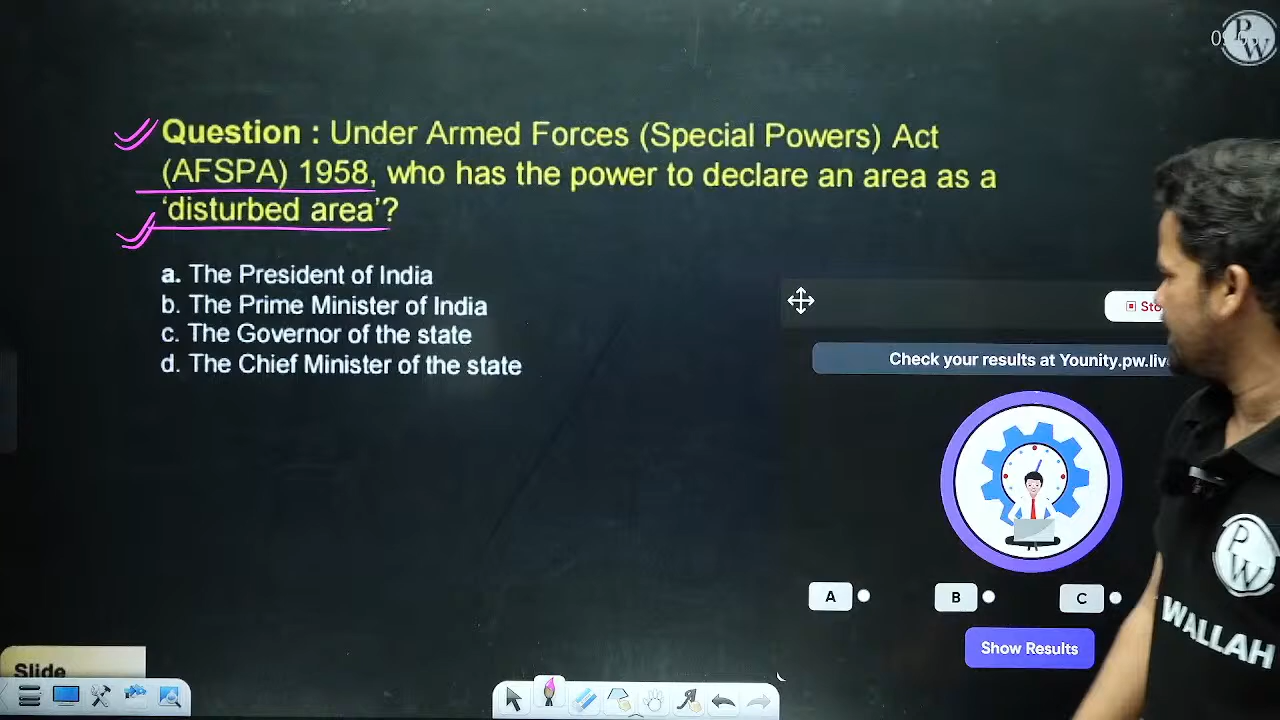 PW
Question : Under Armed Forces (Special Powers) Act
(AFSPA) 1958, who has the power to declare an area as a
‘disturbed area’?
a. The President of India
b. The Prime Minister of India
c. The Governor of the state
d. The Chief Minister of the state
Check your results at Younity.pw.liv
A
B
C
Show Results
PW
WALLAH
Slide